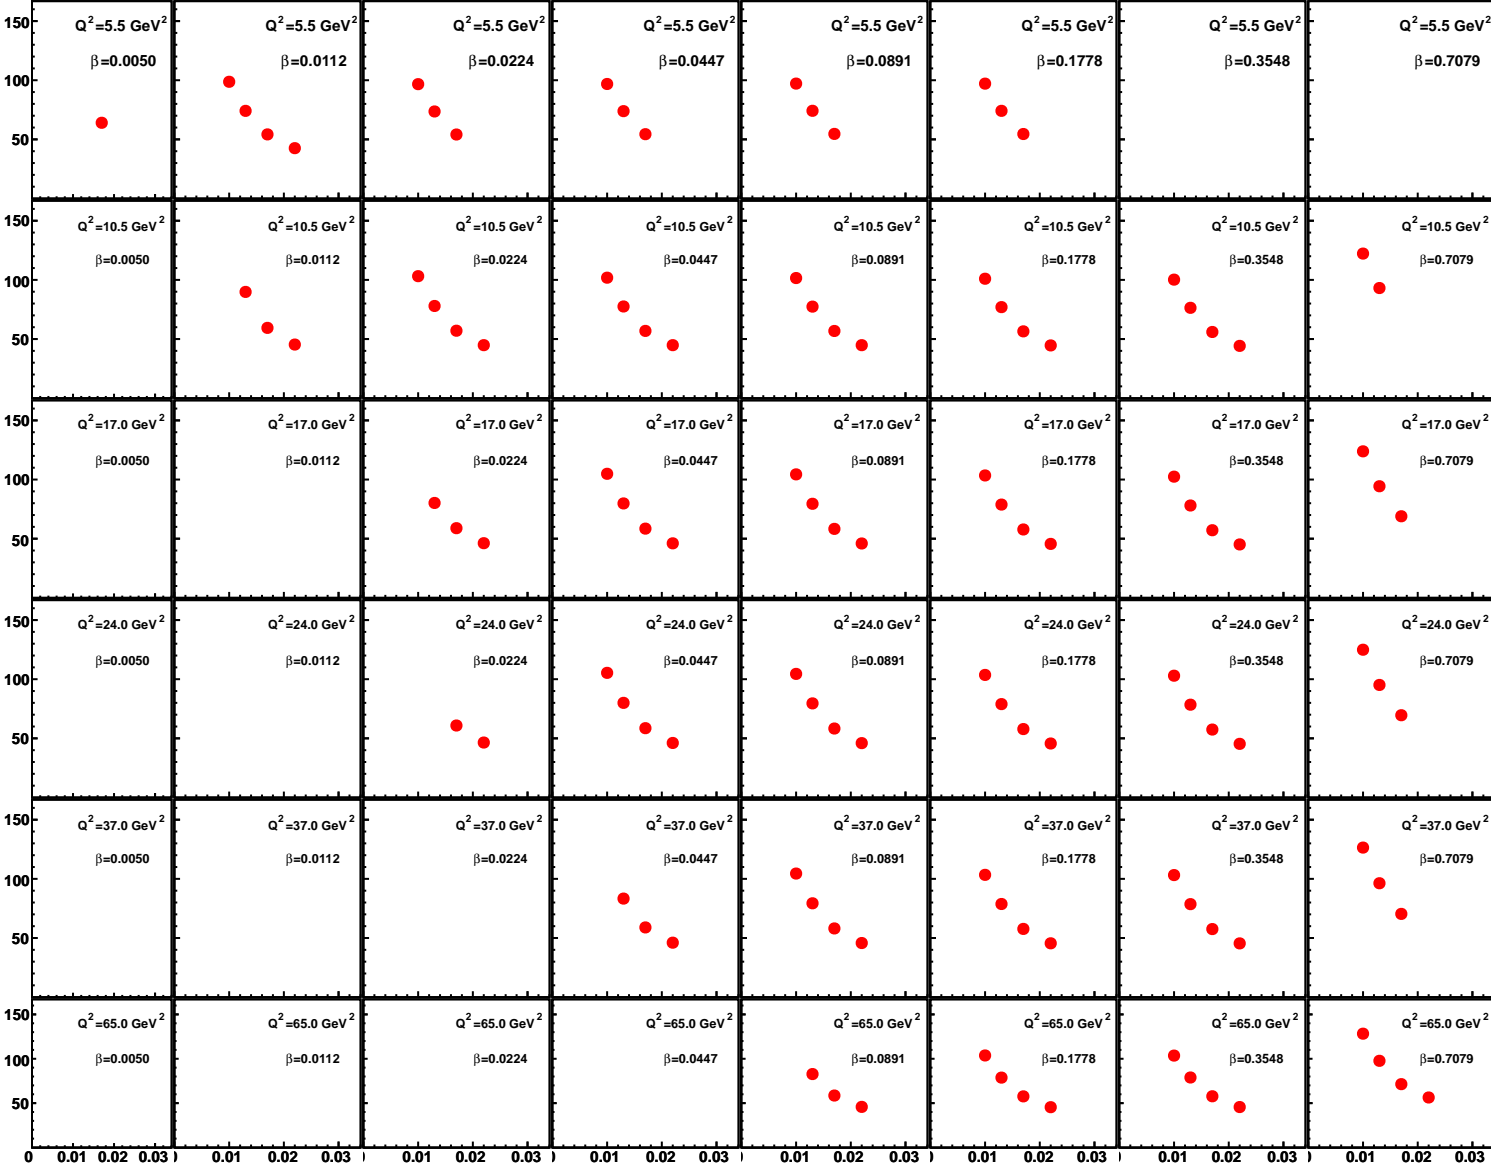 150 Q²=5.5 GeV² Q²=5.5 GeV² Q²=5.5 GeV² Q²=5.5 GeV² Q²=5.5 GeV² Q²=5.5 GeV² Q²=5.5 GeV² Q²=5.5 GeV²
β=0.0050 β=0.0112 β=0.0224 β=0.0447 β=0.0891 β=0.1778 β=0.3548 β=0.7079
100
50
150 Q²=10.5 GeV² Q²=10.5 GeV² Q²=10.5 GeV² Q²=10.5 GeV² Q²=10.5 GeV² Q²=10.5 GeV² Q²=10.5 GeV² Q²=10.5 GeV²
β=0.0050 β=0.0112 β=0.0224 β=0.0447 β=0.0891 β=0.1778 β=0.3548 β=0.7079
100
50
150 Q²=17.0 GeV² Q²=17.0 GeV² Q²=17.0 GeV² Q²=17.0 GeV² Q²=17.0 GeV² Q²=17.0 GeV² Q²=17.0 GeV² Q²=17.0 GeV²
β=0.0050 β=0.0112 β=0.0224 β=0.0447 β=0.0891 β=0.1778 β=0.3548 β=0.7079
100
50
150 Q²=24.0 GeV² Q²=24.0 GeV² Q²=24.0 GeV² Q²=24.0 GeV² Q²=24.0 GeV² Q²=24.0 GeV² Q²=24.0 GeV² Q²=24.0 GeV²
β=0.0050 β=0.0112 β=0.0224 β=0.0447 β=0.0891 β=0.1778 β=0.3548 β=0.7079
100
50
150 Q²=37.0 GeV² Q²=37.0 GeV² Q²=37.0 GeV² Q²=37.0 GeV² Q²=37.0 GeV² Q²=37.0 GeV² Q²=37.0 GeV² Q²=37.0 GeV²
β=0.0050 β=0.0112 β=0.0224 β=0.0447 β=0.0891 β=0.1778 β=0.3548 β=0.7079
100
50
150 Q²=65.0 GeV² Q²=65.0 GeV² Q²=65.0 GeV² Q²=65.0 GeV² Q²=65.0 GeV² Q²=65.0 GeV² Q²=65.0 GeV² Q²=65.0 GeV²
100 β=0.0050 β=0.0112 β=0.0224 β=0.0447 β=0.0891 β=0.1778 β=0.3548 β=0.7079
50
0 0.01 0.02 0.03 0.01 0.02 0.03 0.01 0.02 0.03 0.01 0.02 0.03 0.01 0.02 0.03 0.01 0.02 0.03 0.01 0.02 0.03 0.01 0.02 0.03